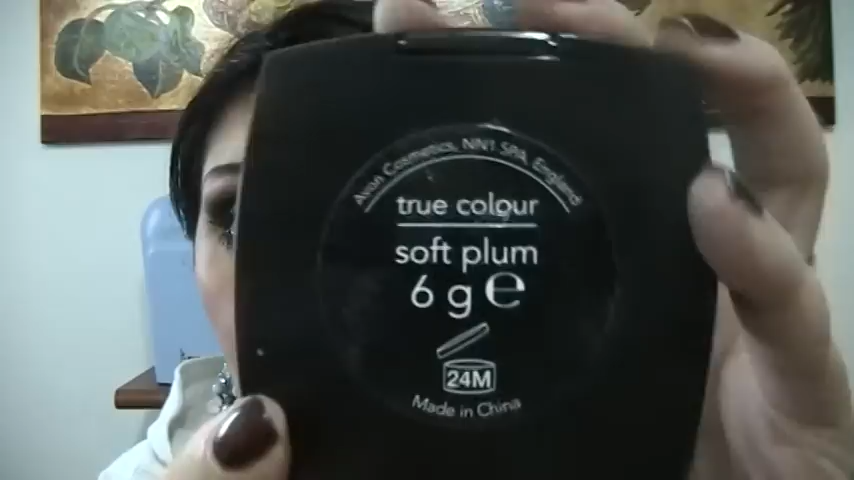 Avon Cosmetics, NN1 5PA, England
true colour
soft plum
6 g e
24M
Made in China